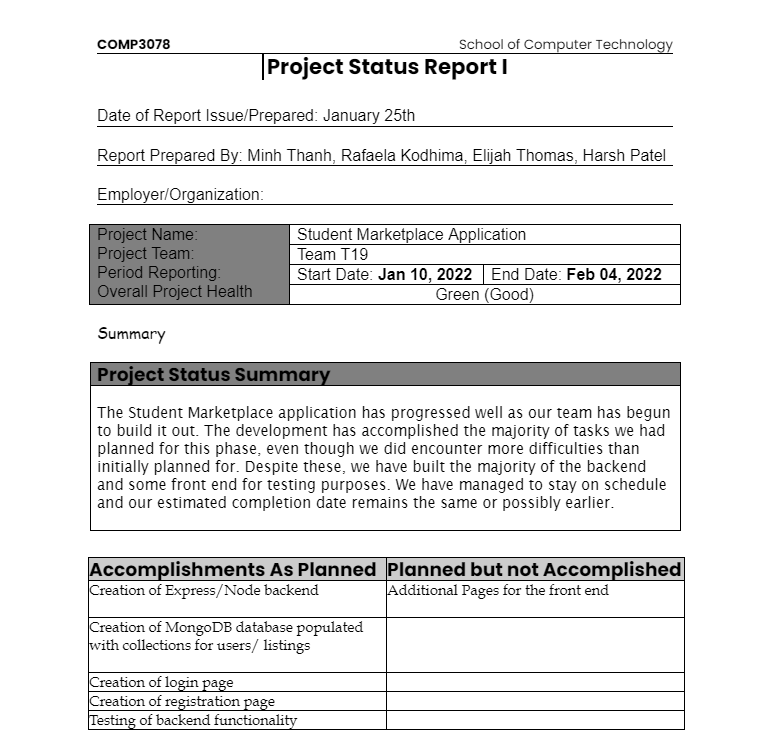 COMP3078 School of Computer Technology
Project Status Report I
Date of Report Issue/Prepared: January 25th
Report Prepared By: Minh Thanh, Rafaela Kodhima, Elijah Thomas, Harsh Patel
Employer/Organization:
Project Name: Student Marketplace Application
Project Team: Team T19
Period Reporting: Start Date: Jan 10, 2022 End Date: Feb 04, 2022
Overall Project Health Green (Good)
Summary
Project Status Summary
The Student Marketplace application has progressed well as our team has begun
to build it out. The development has accomplished the majority of tasks we had
planned for this phase, even though we did encounter more difficulties than
initially planned for. Despite these, we have built the majority of the backend
and some front end for testing purposes. We have managed to stay on schedule
and our estimated completion date remains the same or possibly earlier.
Accomplishments As Planned Planned but not Accomplished
Creation of Express/Node backend Additional Pages for the front end
Creation of MongoDB database populated
with collections for users/ listings
Creation of login page
Creation of registration page
Testing of backend functionality